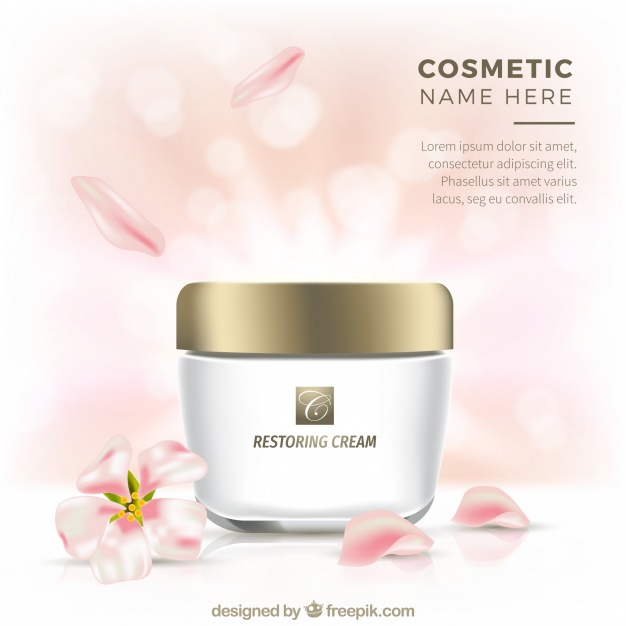 COSMETIC
NAME HERE
Lorem ipsum dolor sit amet,
consectetur adipiscing elit.
Phasellus sit amet varius
lacus, seg eu convallis elit.
C
RESTORING CREAM
designed by freepik.com